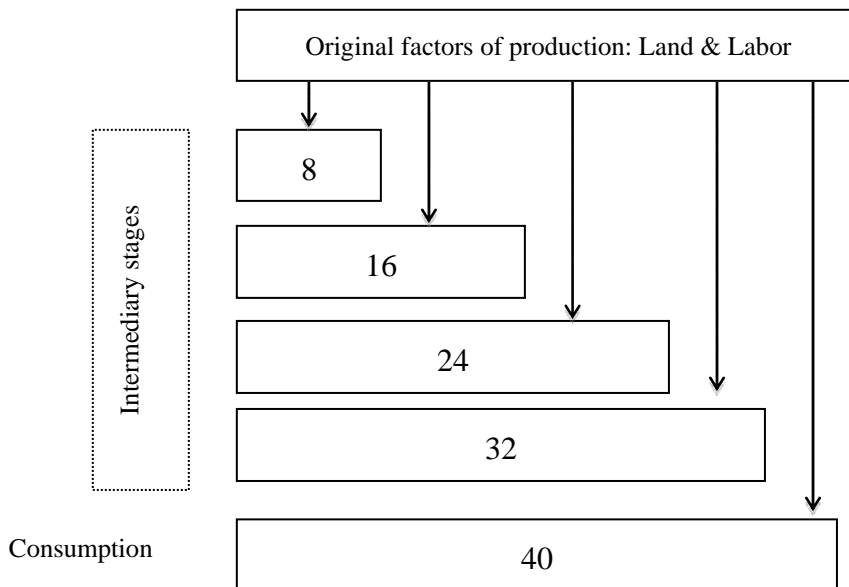 Original factors of production: Land & Labor
8
16
Intermediary stages
24
32
Consumption
40